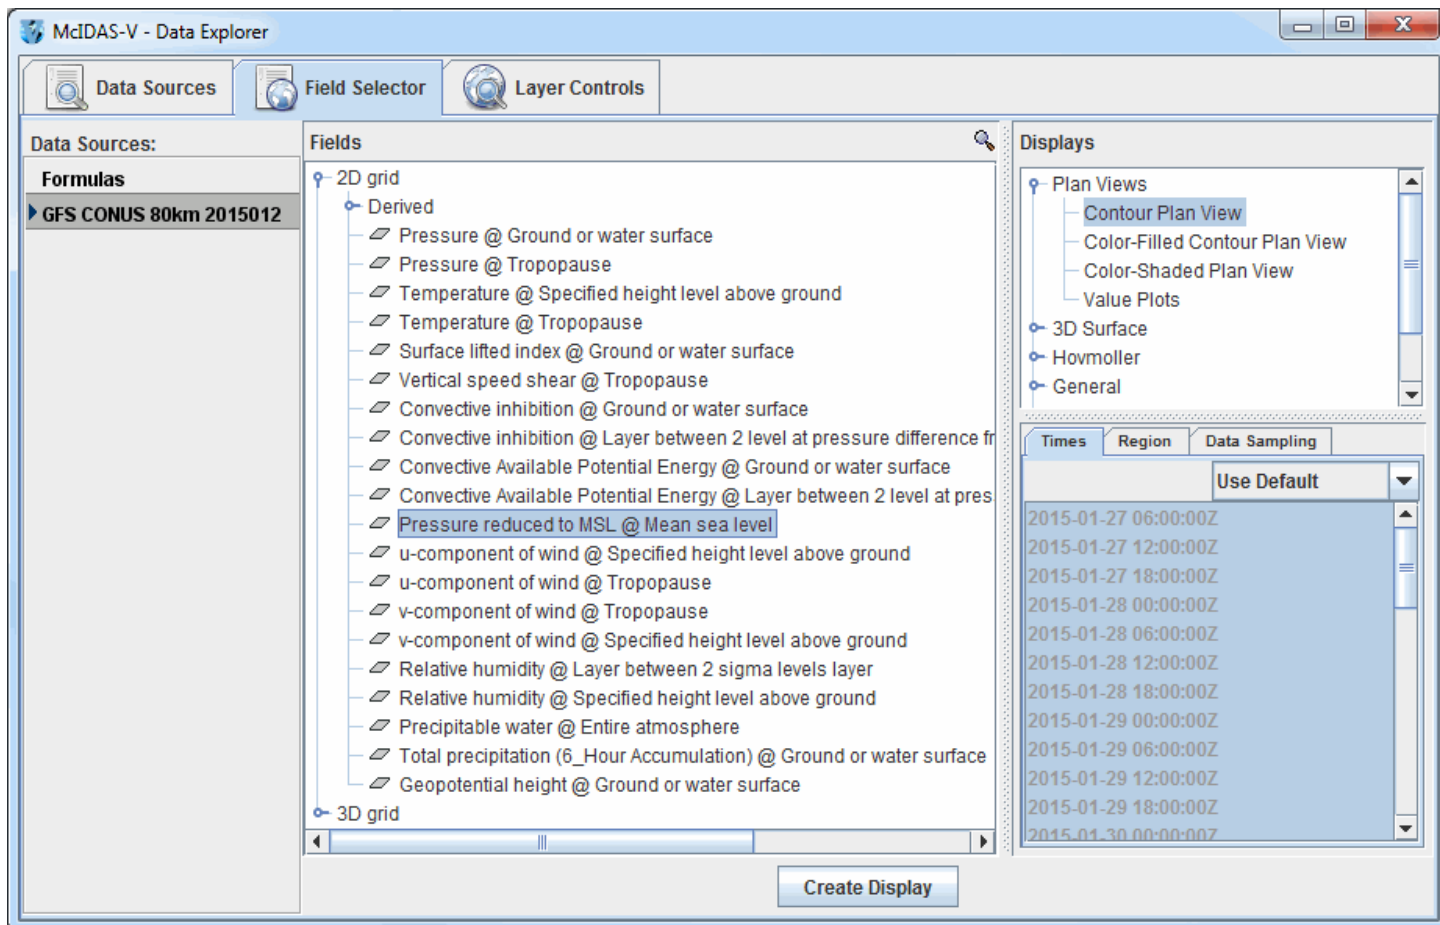 McIDAS-V - Data Explorer
Data Sources
Field Selector
Layer Controls
Data Sources:
Formulas
GFS CONUS 80km 2015012
Fields
2D grid
Derived
Pressure @ Ground or water surface
Pressure @ Tropopause
Temperature @ Specified height level above ground
Temperature @ Tropopause
Surface lifted index @ Ground or water surface
Vertical speed shear @ Tropopause
Convective inhibition @ Ground or water surface
Convective inhibition @ Layer between 2 level at pressure difference fr
Convective Available Potential Energy @ Ground or water surface
Convective Available Potential Energy @ Layer between 2 level at pres
Pressure reduced to MSL @ Mean sea level
u-component of wind @ Specified height level above ground
u-component of wind @ Tropopause
v-component of wind @ Tropopause
v-component of wind @ Specified height level above ground
Relative humidity @ Layer between 2 sigma levels layer
Relative humidity @ Specified height level above ground
Precipitable water @ Entire atmosphere
Total precipitation (6_Hour Accumulation) @ Ground or water surface
Geopotential height @ Ground or water surface
3D grid
Displays
Plan Views
Contour Plan View
Color-Filled Contour Plan View
Color-Shaded Plan View
Value Plots
3D Surface
Hovmoller
General
Times
Region
Data Sampling
Use Default
2015-01-27 06:00:00Z
2015-01-27 12:00:00Z
2015-01-27 18:00:00Z
2015-01-28 00:00:00Z
2015-01-28 06:00:00Z
2015-01-28 12:00:00Z
2015-01-28 18:00:00Z
2015-01-29 00:00:00Z
2015-01-29 06:00:00Z
2015-01-29 12:00:00Z
2015-01-29 18:00:00Z
2015-01-30 00:00:00Z
Create Display